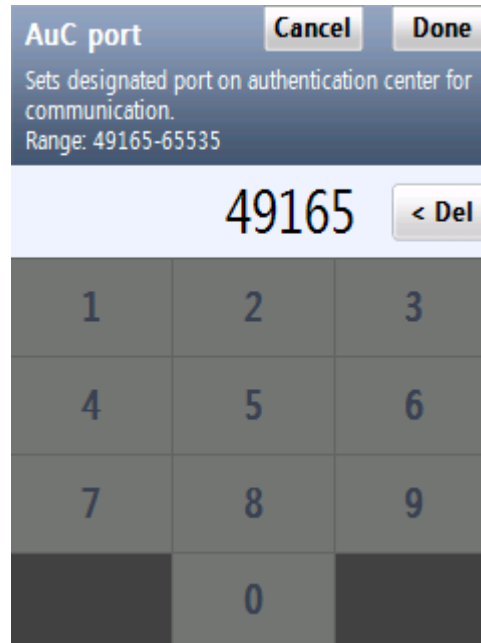 AuC port Cancel Done
Sets designated port on authentication center for
communication.
Range: 49165-65535
49165 < Del
1 2 3
4 5 6
7 8 9
0